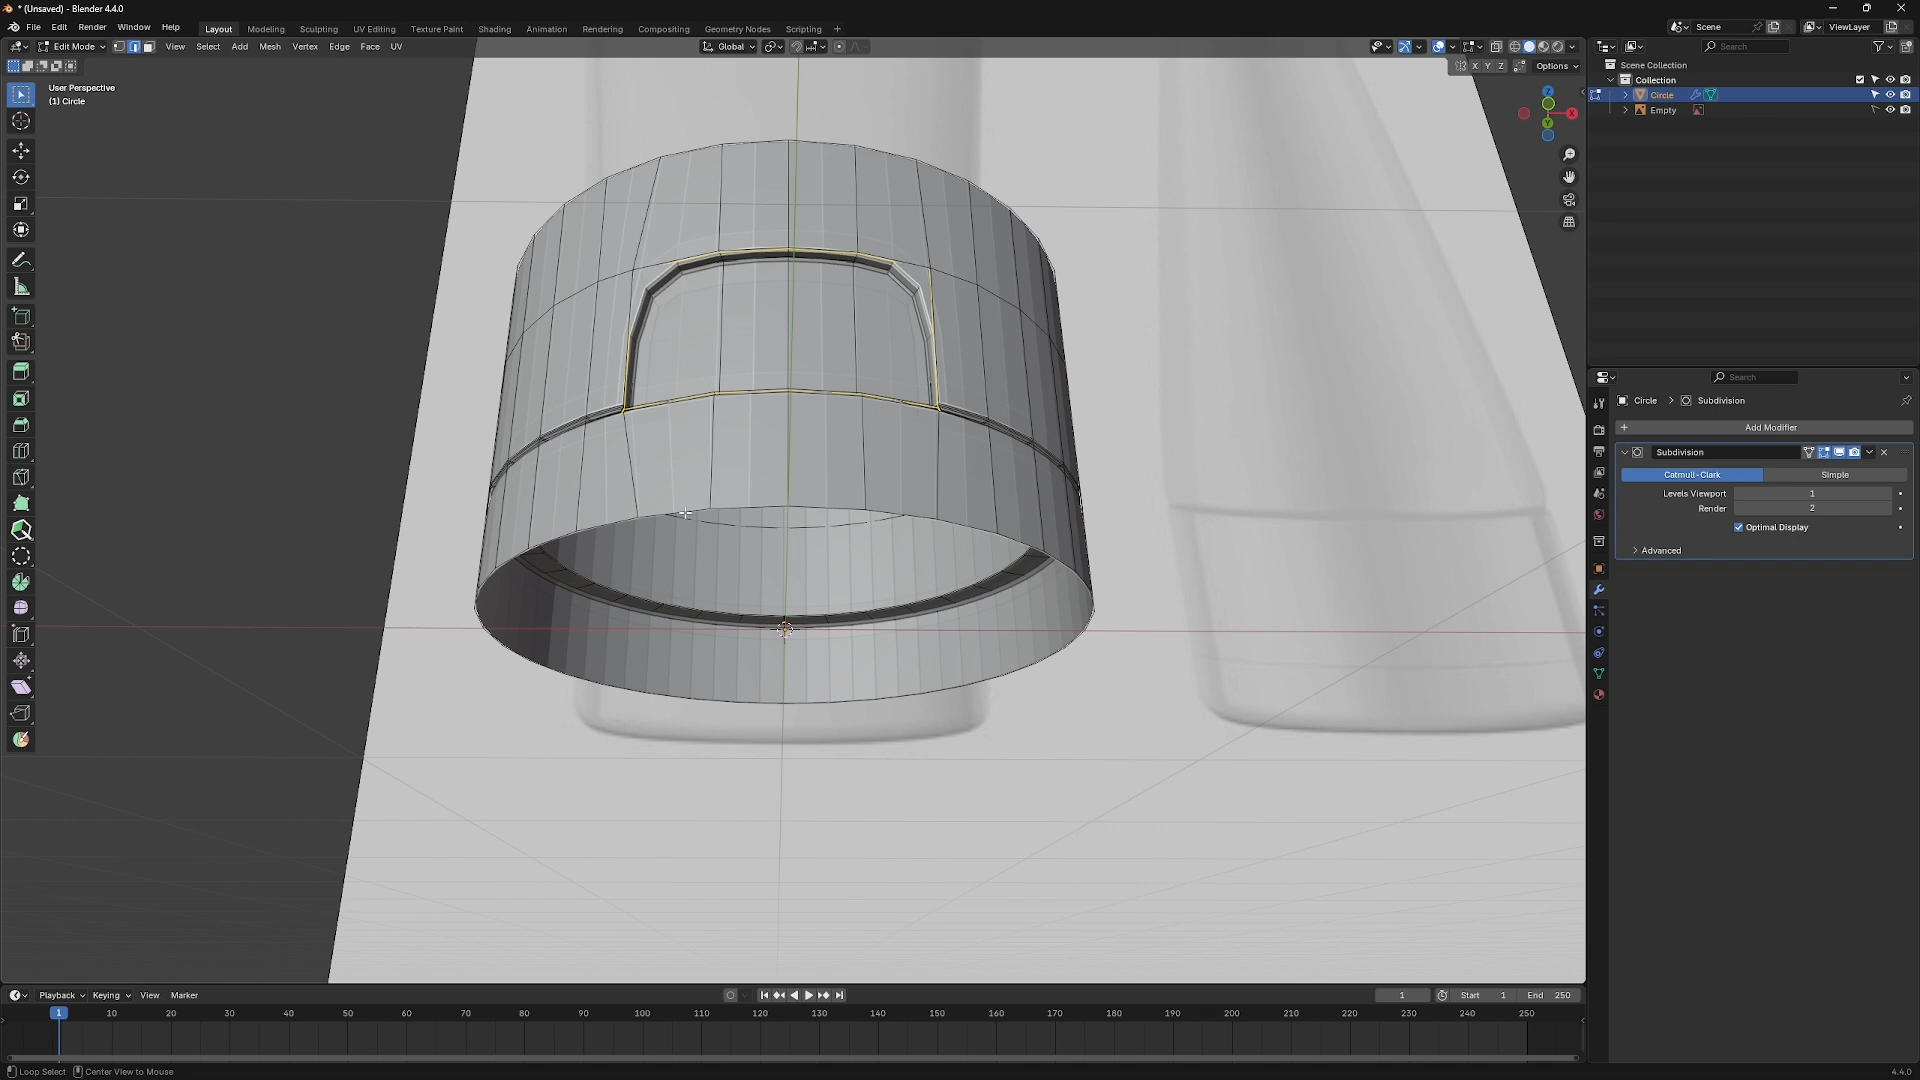 * (Unsaved) - Blender 4.4.0
File Edit Render Window Help Layout Modeling Sculpting UV Editing Texture Paint Shading Animation Rendering Compositing Geometry Nodes Scripting + Scene ViewLayer
Edit Mode View Select Add Mesh Vertex Edge Face UV Global Search
X Y Z Options
Scene Collection
Collection
Circle
Empty
User Perspective
(1) Circle
Z
X
Y
Search
Circle > Subdivision
+ Add Modifier
Subdivision
Catmull-Clark Simple
Levels Viewport 1
Render 2
Optimal Display
Advanced
Playback Keying View Marker 1 Start 1 End 250
1 10 20 30 40 50 60 70 80 90 100 110 120 130 140 150 160 170 180 190 200 210 220 230 240 250
Loop Select Center View to Mouse 4.4.0